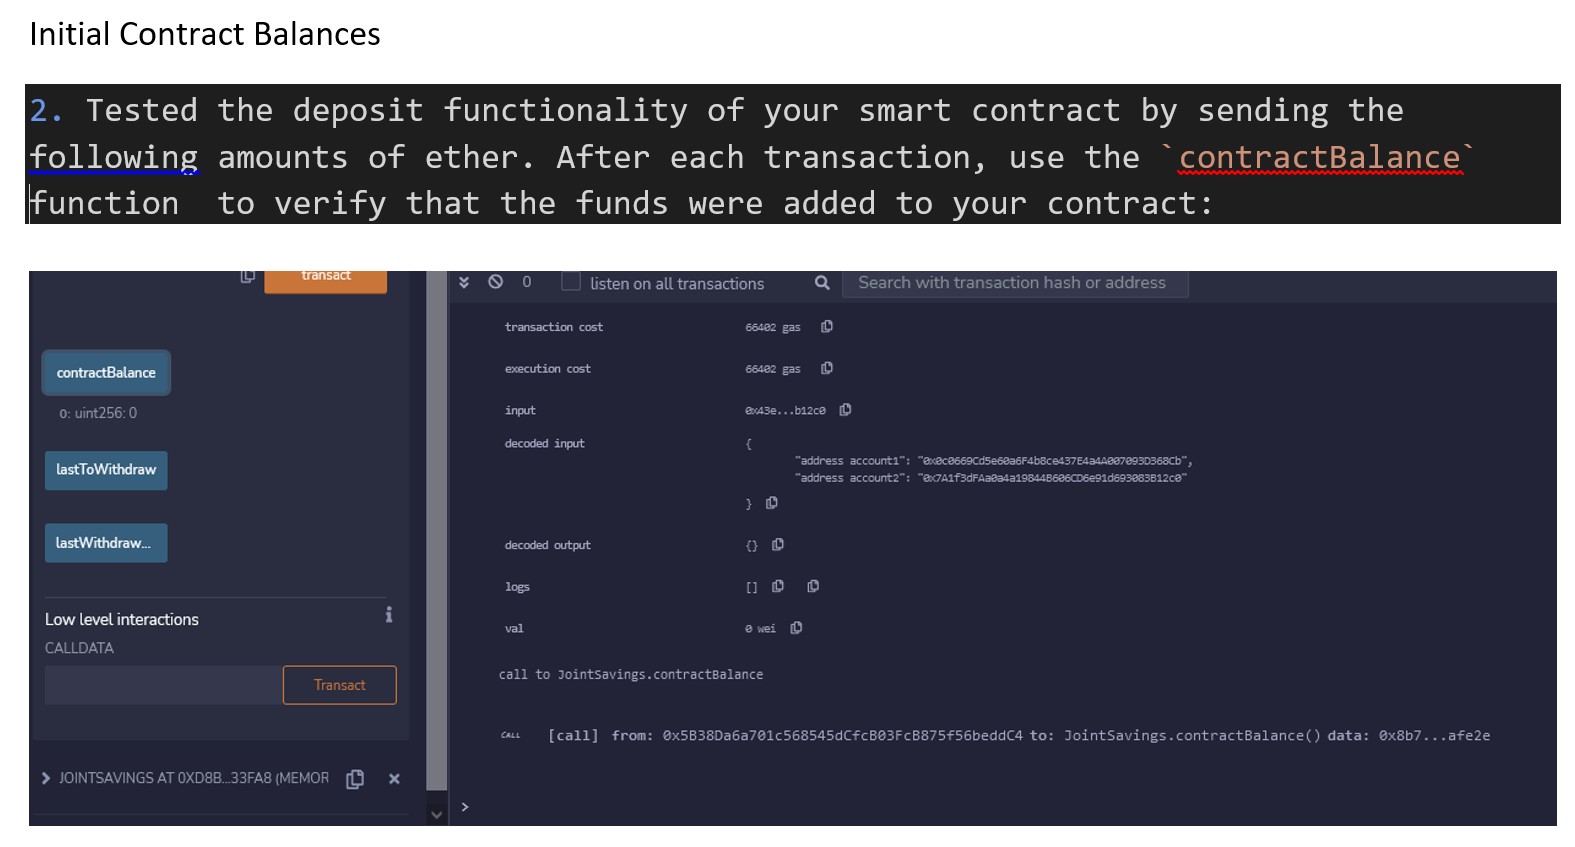 Initial Contract Balances
2. Tested the deposit functionality of your smart contract by sending the
following amounts of ether. After each transaction, use the `contractBalance`
function  to verify that the funds were added to your contract:
transact
contractBalance
0: uint256: 0
lastToWithdraw
lastWithdraw...
Low level interactions
CALLDATA
Transact
JOINTSAVINGS AT 0XD8B...33FA8 (MEMOR
0 listen on all transactions Search with transaction hash or address
transaction cost 66402 gas
execution cost 66402 gas
input 0x43e...b12c0
decoded input {
"address account1": "0x0c0669Cd5e60a6F4b8ce437E4a4A007093D368Cb",
"address account2": "0x7A1f3dFAa0a4a19844B606CD6e91d693083B12c0"
}
decoded output {}
logs []
val 0 wei
call to JointSavings.contractBalance
CALL [call] from: 0x5B38Da6a701c568545dCfcB03FcB875f56beddC4 to: JointSavings.contractBalance() data: 0x8b7...afe2e
>